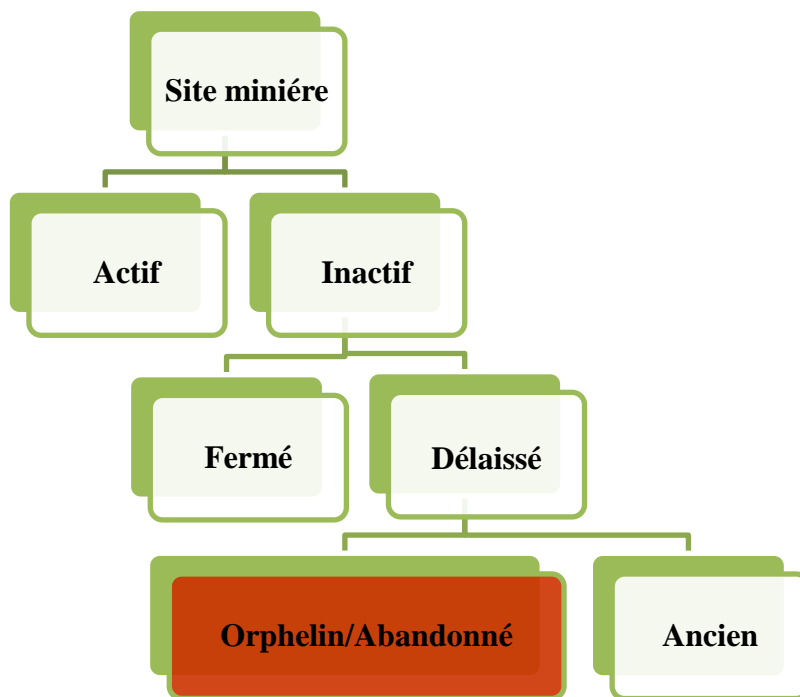 Site miniére
Actif
Inactif
Fermé
Délaissé
Orphelin/Abandonné
Ancien